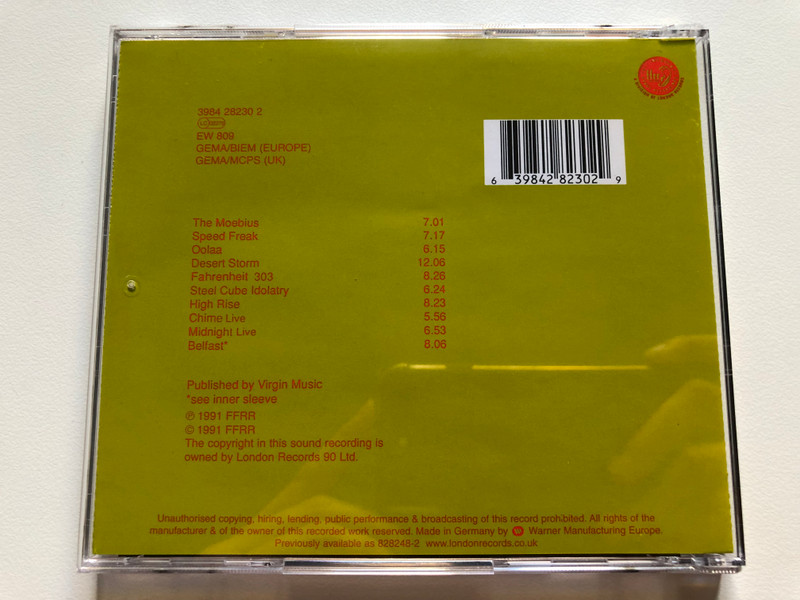 3984 28230 2
EW 809
GEMA/BIEM (EUROPE)
GEMA/MCPS (UK)
6 39842 82302 9
The Moebius 7.01
Speed Freak 7.17
Oolaa 6.15
Desert Storm 12.06
Fahrenheit 303 8.26
Steel Cube Idolatry 6.24
High Rise 8.23
Chime Live 5.56
Midnight Live 6.53
Belfast* 8.06
Published by Virgin Music
*see inner sleeve
℗ 1991 FFRR
© 1991 FFRR
The copyright in this sound recording is
owned by London Records 90 Ltd.
Unauthorised copying, hiring, lending, public performance & broadcasting of this record prohibited. All rights of the
manufacturer & of the owner of this recorded work reserved. Made in Germany by Warner Manufacturing Europe.
Previously available as 828248-2 www.londonrecords.co.uk